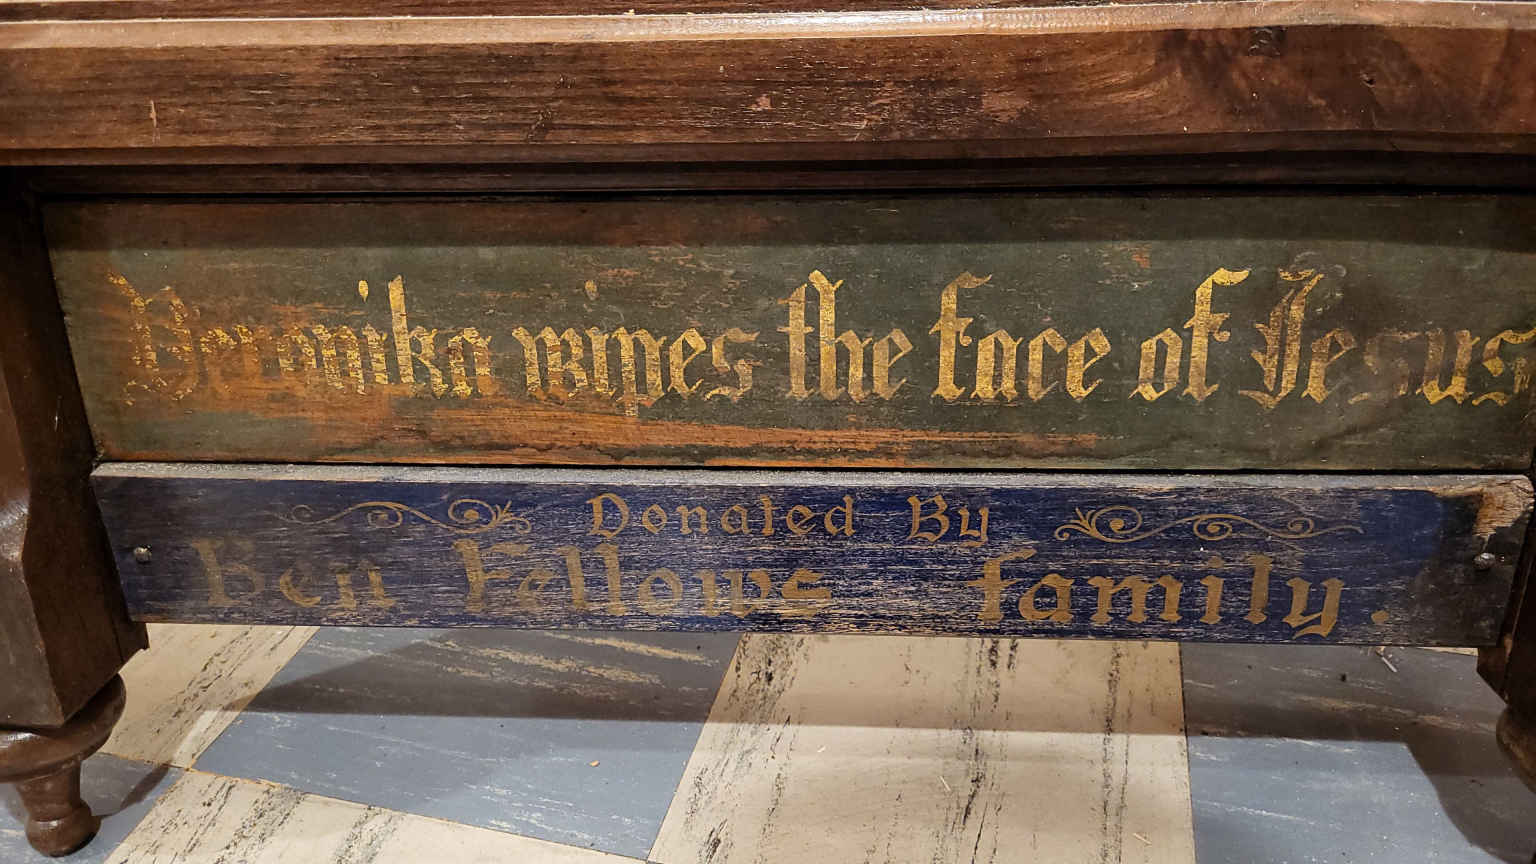 Veronika wipes the face of Jesus
Donated By
Ben Fellows family.